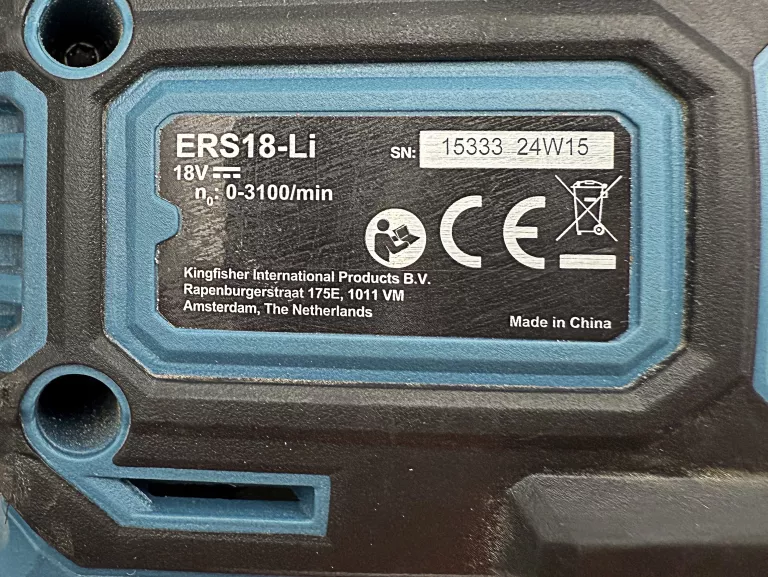 ERS18-Li
SN: 15333 24W15
18V
n₀: 0-3100/min
CE
Kingfisher International Products B.V.
Rapenburgerstraat 175E, 1011 VM
Amsterdam, The Netherlands
Made in China